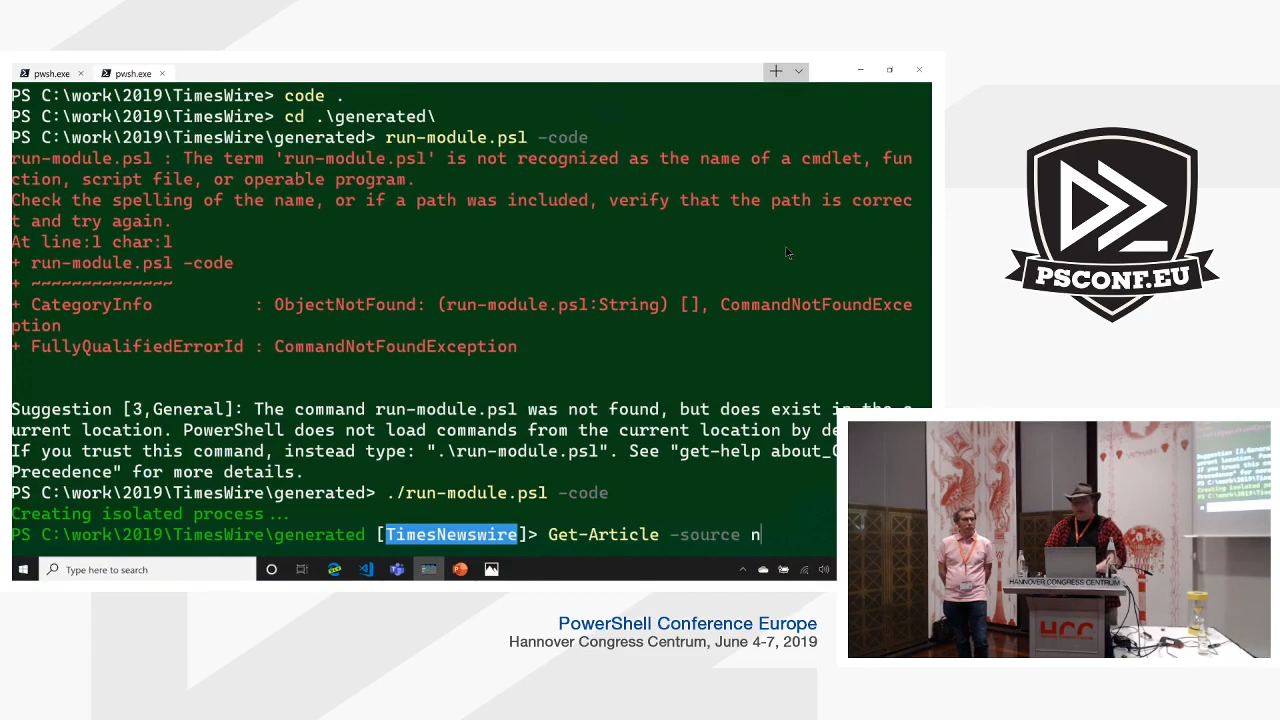 pwsh.exe
pwsh.exe
PS C:\work\2019\TimesWire> code .
PS C:\work\2019\TimesWire> cd .\generated\
PS C:\work\2019\TimesWire\generated> run-module.ps1 -code
run-module.ps1 : The term 'run-module.ps1' is not recognized as the name of a cmdlet, fun
ction, script file, or operable program.
Check the spelling of the name, or if a path was included, verify that the path is correc
t and try again.
At line:1 char:1
+ run-module.ps1 -code
+ ~~~~~~~~~~~~~~
+ CategoryInfo : ObjectNotFound: (run-module.ps1:String) [], CommandNotFoundExce
ption
+ FullyQualifiedErrorId : CommandNotFoundException
Suggestion [3,General]: The command run-module.ps1 was not found, but does exist in the c
urrent location. PowerShell does not load commands from the current location by de
If you trust this command, instead type: ".\run-module.ps1". See "get-help about_C
Precedence" for more details.
PS C:\work\2019\TimesWire\generated> ./run-module.ps1 -code
Creating isolated process...
PS C:\work\2019\TimesWire\generated [TimesNewswire]> Get-Article -source n
Type here to search
PSCONF.EU
HANNOVER CONGRESS CENTRUM
HCC
PowerShell Conference Europe
Hannover Congress Centrum, June 4-7, 2019